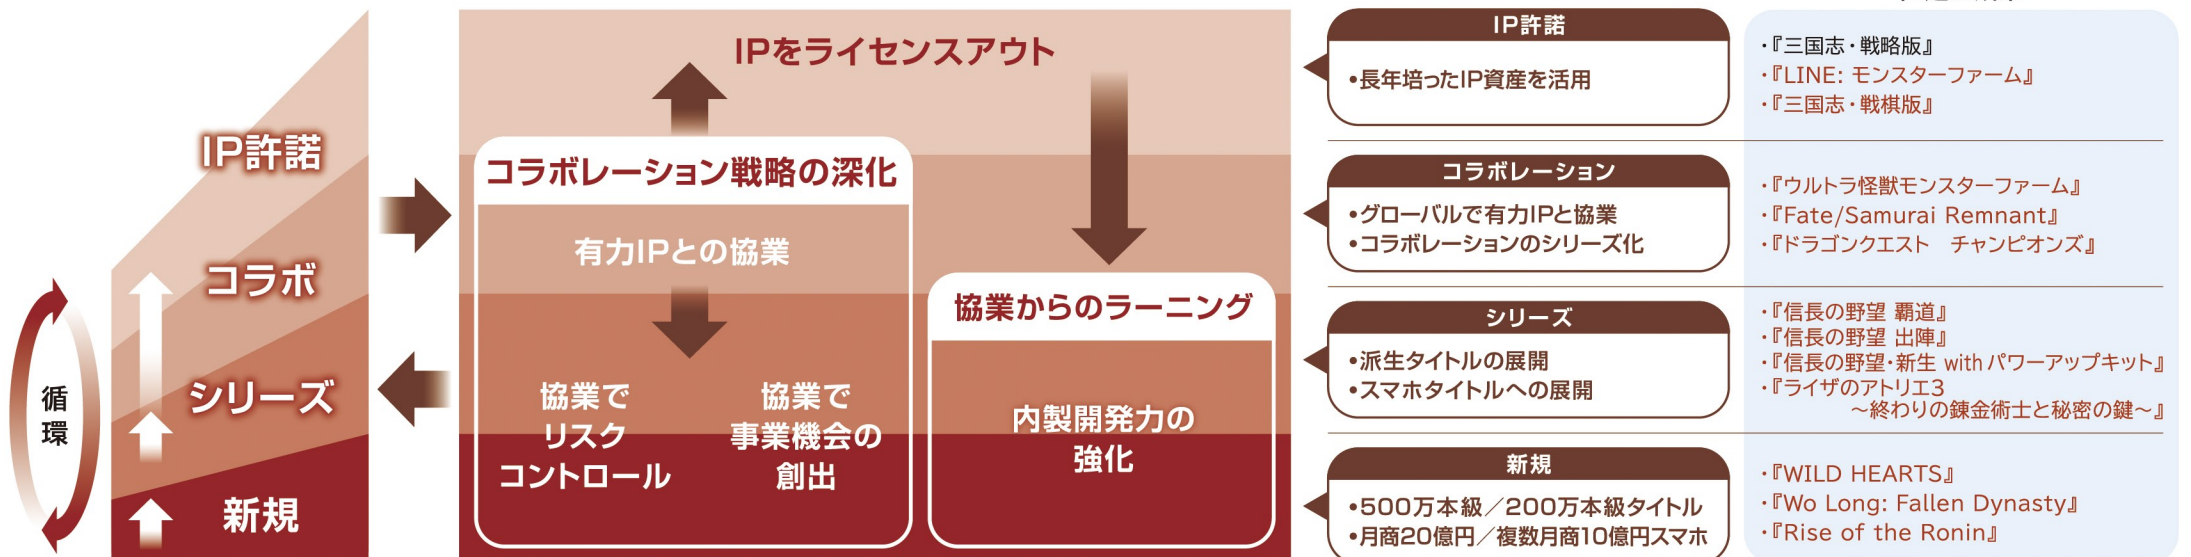 循
環
IP許諾
コラボ
シリーズ
新規
IPをライセンスアウト
コラボレーション戦略の深化
有力IPとの協業
協業で
リスク
コントロール
協業で
事業機会の
創出
協業からのラーニング
内製開発力の
強化
IP許諾
•長年培ったIP資産を活用
コラボレーション
•グローバルで有力IPと協業
•コラボレーションのシリーズ化
シリーズ
•派生タイトルの展開
•スマホタイトルへの展開
新規
•500万本級／200万本級タイトル
•月商20億円／複数月商10億円スマホ
・『三国志・戦略版』
・『LINE: モンスターファーム』
・『三国志・戦棋版』
・『ウルトラ怪獣モンスターファーム』
・『Fate/Samurai Remnant』
・『ドラゴンクエスト　チャンピオンズ』
・『信長の野望 覇道』
・『信長の野望 出陣』
・『信長の野望・新生 withパワーアップキット』
・『ライザのアトリエ3
～終わりの錬金術士と秘密の鍵～』
・『WILD HEARTS』
・『Wo Long: Fallen Dynasty』
・『Rise of the Ronin』